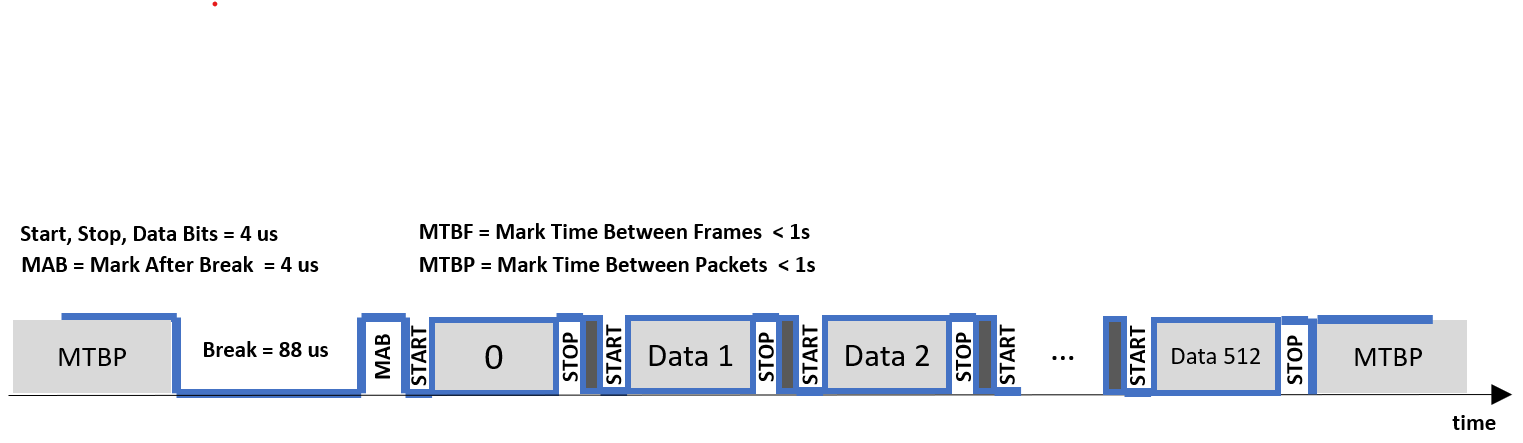 Start, Stop, Data Bits = 4 us
MAB = Mark After Break = 4 us
MTBF = Mark Time Between Frames < 1s
MTBP = Mark Time Between Packets < 1s
MTBP
Break = 88 us
MAB
START
0
STOP
START
Data 1
STOP
START
Data 2
STOP
START
...
START
Data 512
STOP
MTBP
time